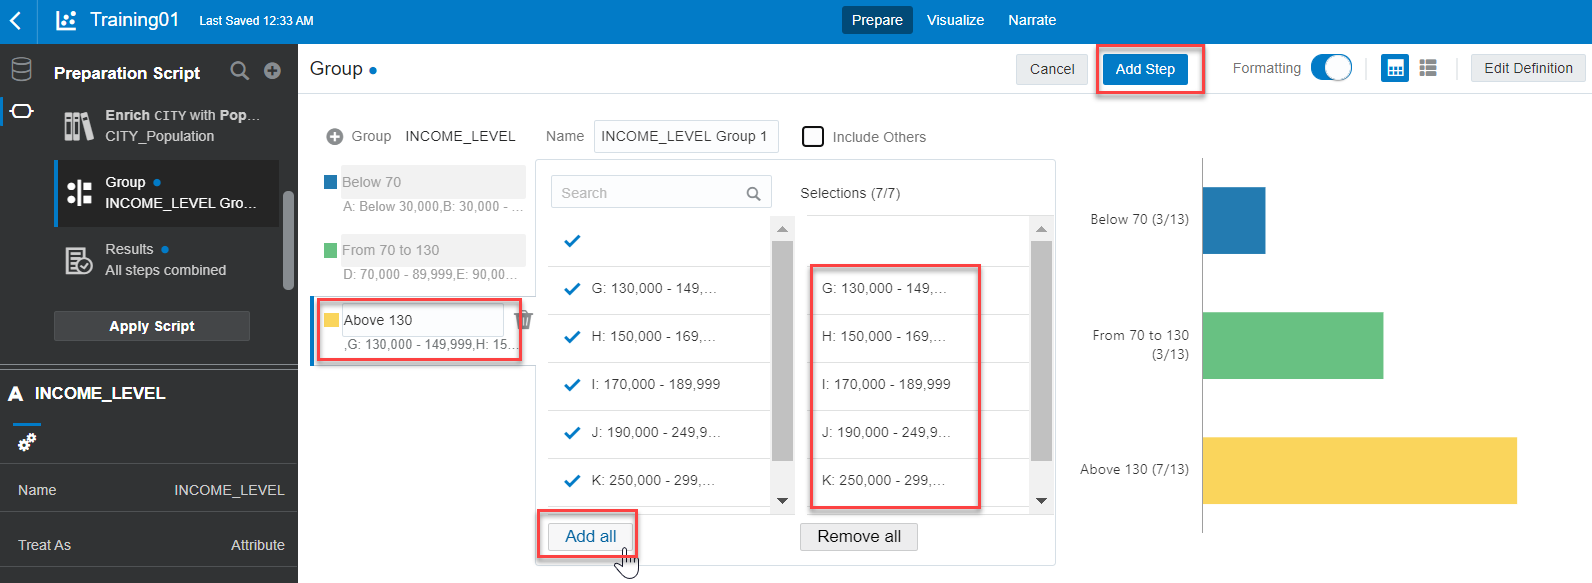 Training01
Last Saved 12:33 AM
Prepare
Visualize
Narrate
Preparation Script
Enrich CITY with Pop...
CITY_Population
Group
INCOME_LEVEL Gro...
Results
All steps combined
Apply Script
A INCOME_LEVEL
Name INCOME_LEVEL
Treat As Attribute
Group
Cancel
Add Step
Formatting
Edit Definition
Group INCOME_LEVEL
Name INCOME_LEVEL Group 1
Include Others
Below 70
A: Below 30,000,B: 30,000 - ...
From 70 to 130
D: 70,000 - 89,999,E: 90,00...
Above 130
,G: 130,000 - 149,999,H: 15...
Search
G: 130,000 - 149,...
H: 150,000 - 169,...
I: 170,000 - 189,999
J: 190,000 - 249,9...
K: 250,000 - 299,...
Add all
Selections (7/7)
G: 130,000 - 149,...
H: 150,000 - 169,...
I: 170,000 - 189,999
J: 190,000 - 249,9...
K: 250,000 - 299,...
Remove all
Below 70 (3/13)
From 70 to 130
(3/13)
Above 130 (7/13)